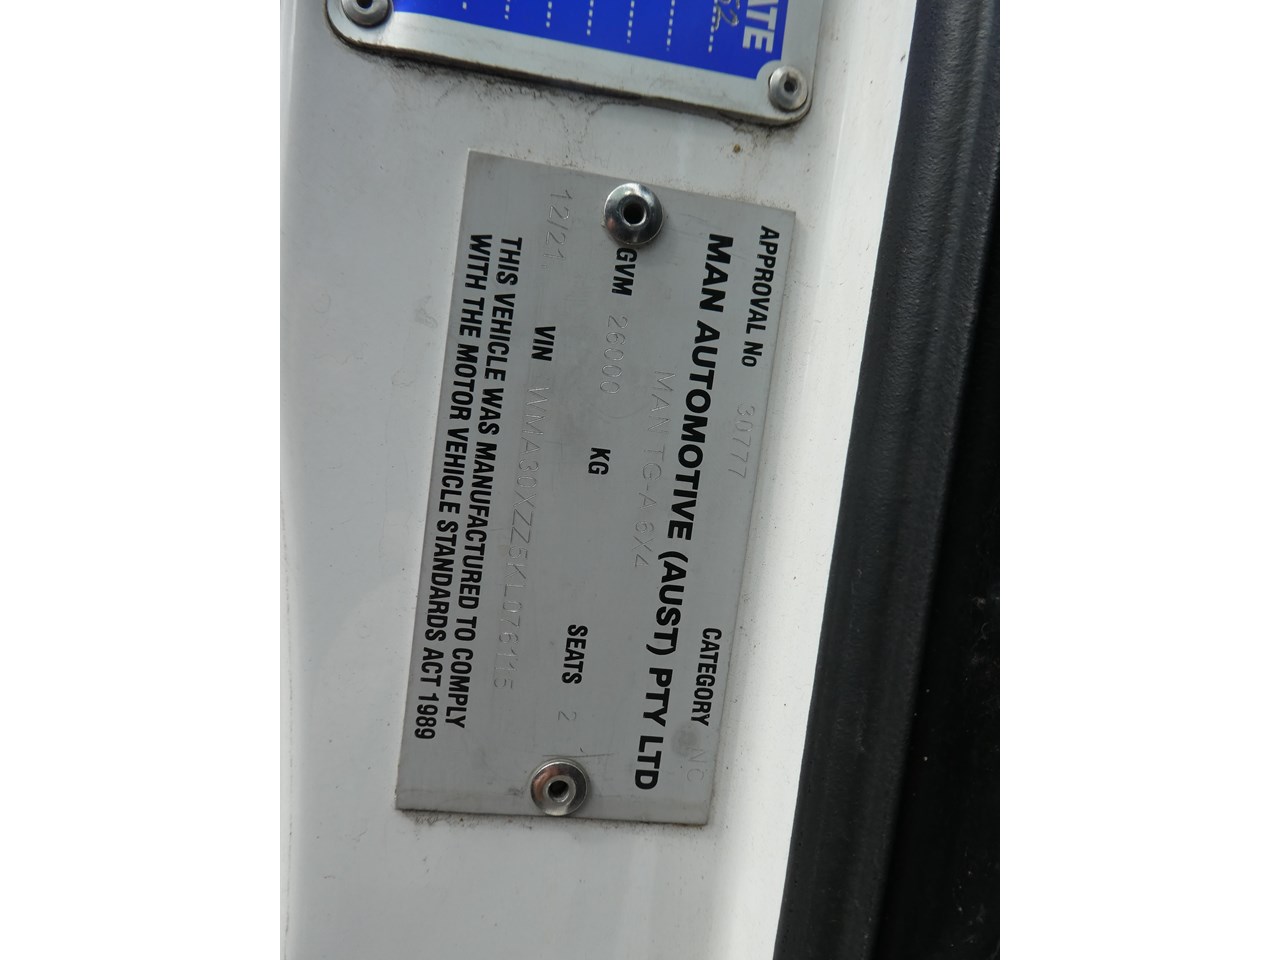 ATE
APPROVAL No 30777 CATEGORY NC
MAN AUTOMOTIVE (AUST) PTY LTD
MAN TG-A 6X4
GVM 26000 KG SEATS 2
12/21 VIN
THIS VEHICLE WAS MANUFACTURED TO COMPLY
WITH THE MOTOR VEHICLE STANDARDS ACT 1989